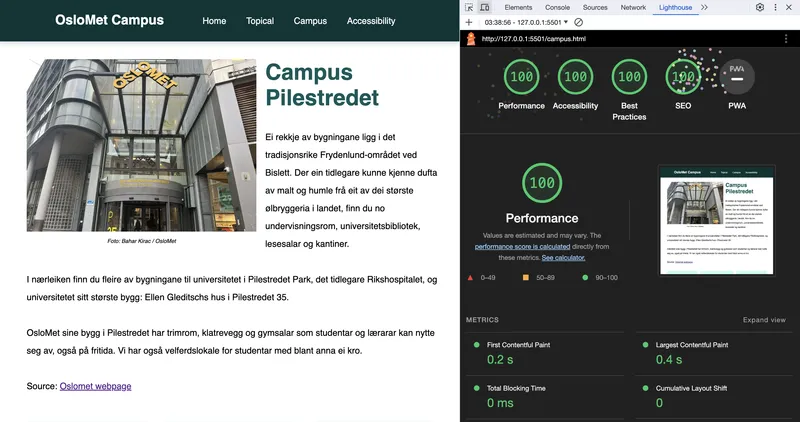 OsloMet Campus
Home Topical Campus Accessibility
OSLOMET
Foto: Bahar Kirac / OsloMet
Campus
Pilestredet
Ei rekkje av bygningane ligg i det
tradisjonsrike Frydenlund-området ved
Bislett. Der ein tidlegare kunne kjenne dufta
av malt og humle frå eit av dei største
ølbryggeria i landet, finn du no
undervisningsrom, universitetsbibliotek,
lesesalar og kantiner.
I nærleiken finn du fleire av bygningane til universitetet i Pilestredet Park, det tidlegare Rikshospitalet, og
universitetet sitt største bygg: Ellen Gleditschs hus i Pilestredet 35.
OsloMet sine bygg i Pilestredet har trimrom, klatrevegg og gymsalar som studentar og lærarar kan nytte
seg av, også på fritida. Vi har også velferdslokale for studentar med blant anna ei kro.
Source: Oslomet webpage
Elements Console Sources Network Lighthouse
03:38:56 - 127.0.0.1:5501
http://127.0.0.1:5501/campus.html
100 100 100 100 PWA
Performance Accessibility Best
Practices SEO PWA
100
Performance
Values are estimated and may vary. The
performance score is calculated directly from
these metrics. See calculator.
0–49 50–89 90–100
OsloMet Campus
Campus
Pilestredet
METRICS Expand view
First Contentful Paint
0.2 s
Largest Contentful Paint
0.4 s
Total Blocking Time
0 ms
Cumulative Layout Shift
0